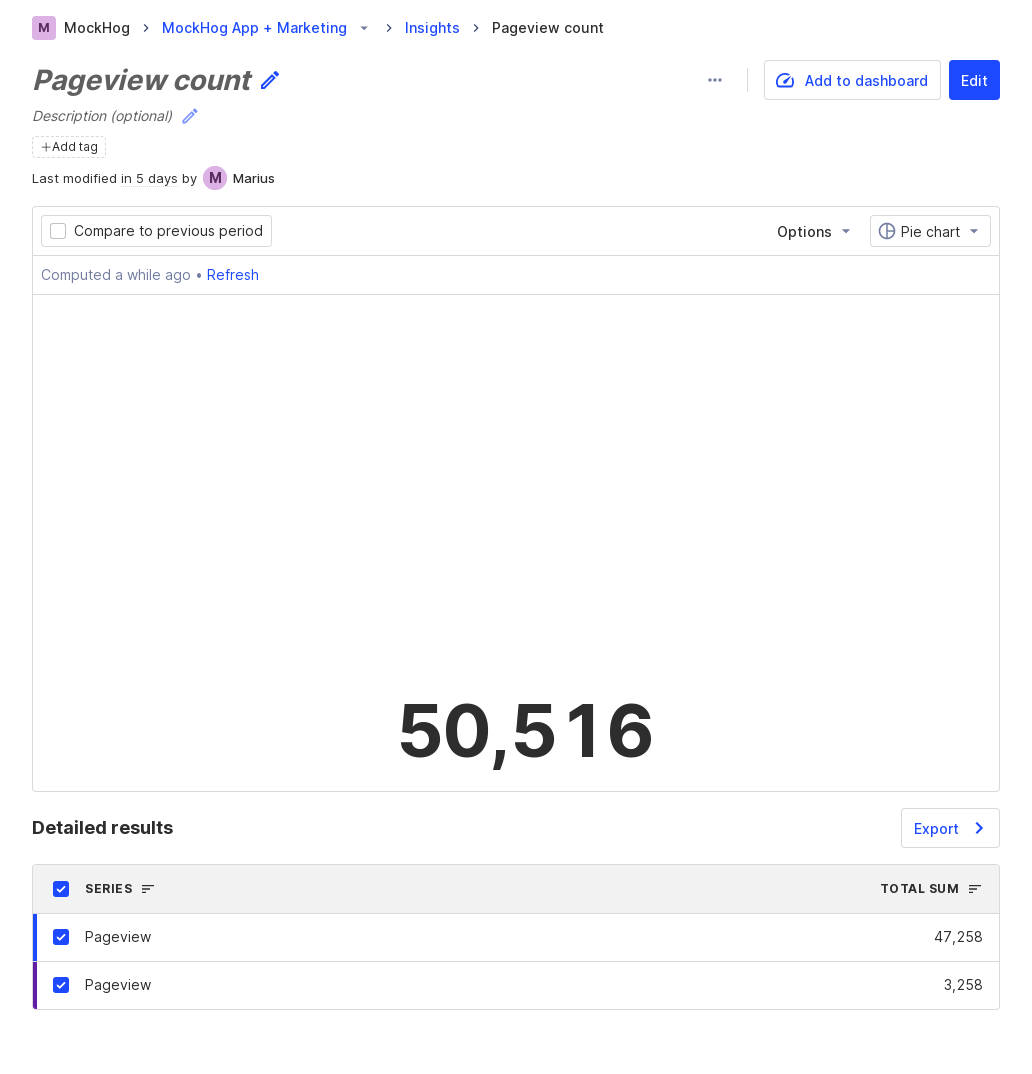 M MockHog MockHog App + Marketing Insights Pageview count
Pageview count
Add to dashboard Edit
Description (optional)
+Add tag
Last modified in 5 days by M Marius
Compare to previous period Options Pie chart
Computed a while ago • Refresh
50,516
Detailed results Export
SERIES TOTAL SUM
Pageview 47,258
Pageview 3,258